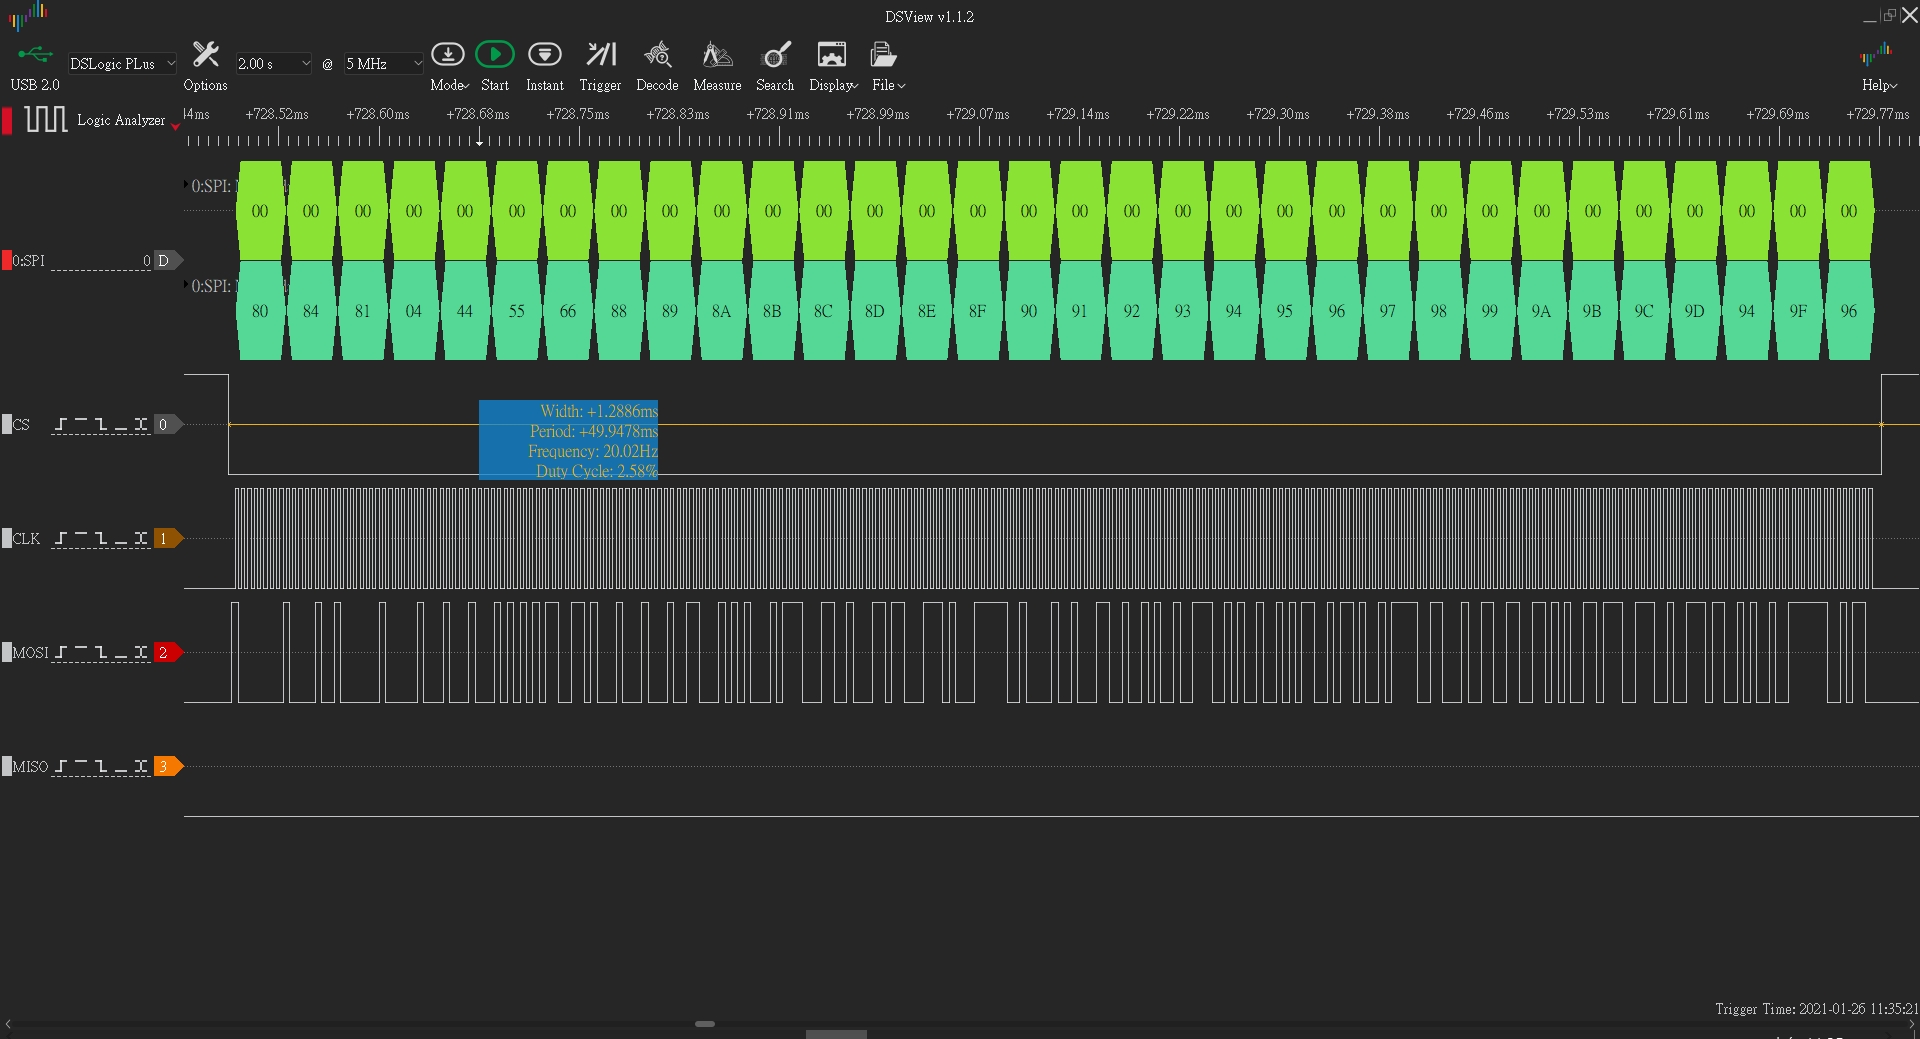 DSView v1.1.2
USB 2.0
DSLogic PLus
Options
2.00 s
@
5 MHz
Mode
Start
Instant
Trigger
Decode
Measure
Search
Display
File
Help
Logic Analyzer
+728.52ms +728.60ms +728.68ms +728.75ms +728.83ms +728.91ms +728.99ms +729.07ms +729.14ms +729.22ms +729.30ms +729.38ms +729.46ms +729.53ms +729.61ms +729.69ms +729.77ms
0:SPI:
00 00 00 00 00 00 00 00 00 00 00 00 00 00 00 00 00 00 00 00 00 00 00 00 00 00 00 00 00 00 00 00
0:SPI 0 D
0:SPI:
80 84 81 04 44 55 66 88 89 8A 8B 8C 8D 8E 8F 90 91 92 93 94 95 96 97 98 99 9A 9B 9C 9D 94 9F 96
CS 0
Width: +1.2886ms
Period: +49.9478ms
Frequency: 20.02Hz
Duty Cycle: 2.58%
CLK 1
MOSI 2
MISO 3
Trigger Time: 2021-01-26 11:35:21